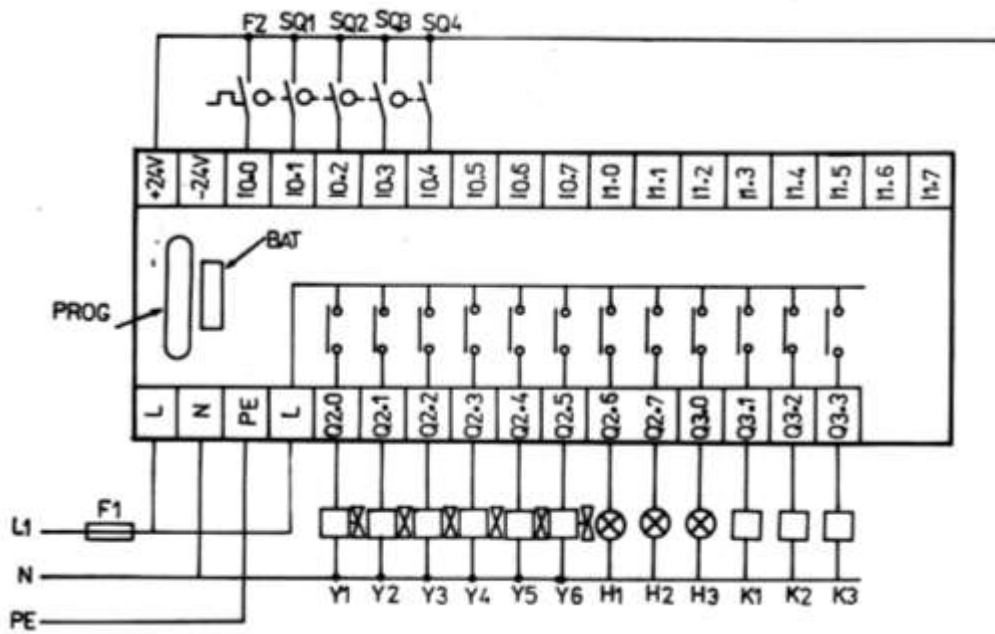 F2 SQ1 SQ2 SQ3 SQ4
+24V -24V I0.0 I0.1 I0.2 I0.3 I0.4 I0.5 I0.6 I0.7 I1.0 I1.1 I1.2 I1.3 I1.4 I1.5 I1.6 I1.7
BAT
PROG
L N PE L Q2.0 Q2.1 Q2.2 Q2.3 Q2.4 Q2.5 Q2.6 Q2.7 Q3.0 Q3.1 Q3.2 Q3.3
F1
L1
N
Y1 Y2 Y3 Y4 Y5 Y6 H1 H2 H3 K1 K2 K3
PE